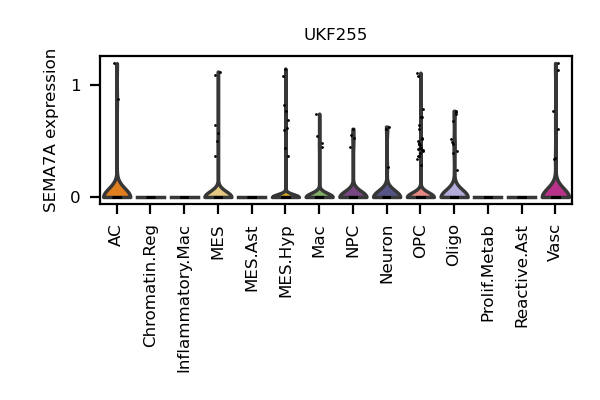 UKF255
SEMA7A expression
1
0
AC
Chromatin.Reg
Inflammatory.Mac
MES
MES.Ast
MES.Hyp
Mac
NPC
Neuron
OPC
Oligo
Prolif.Metab
Reactive.Ast
Vasc